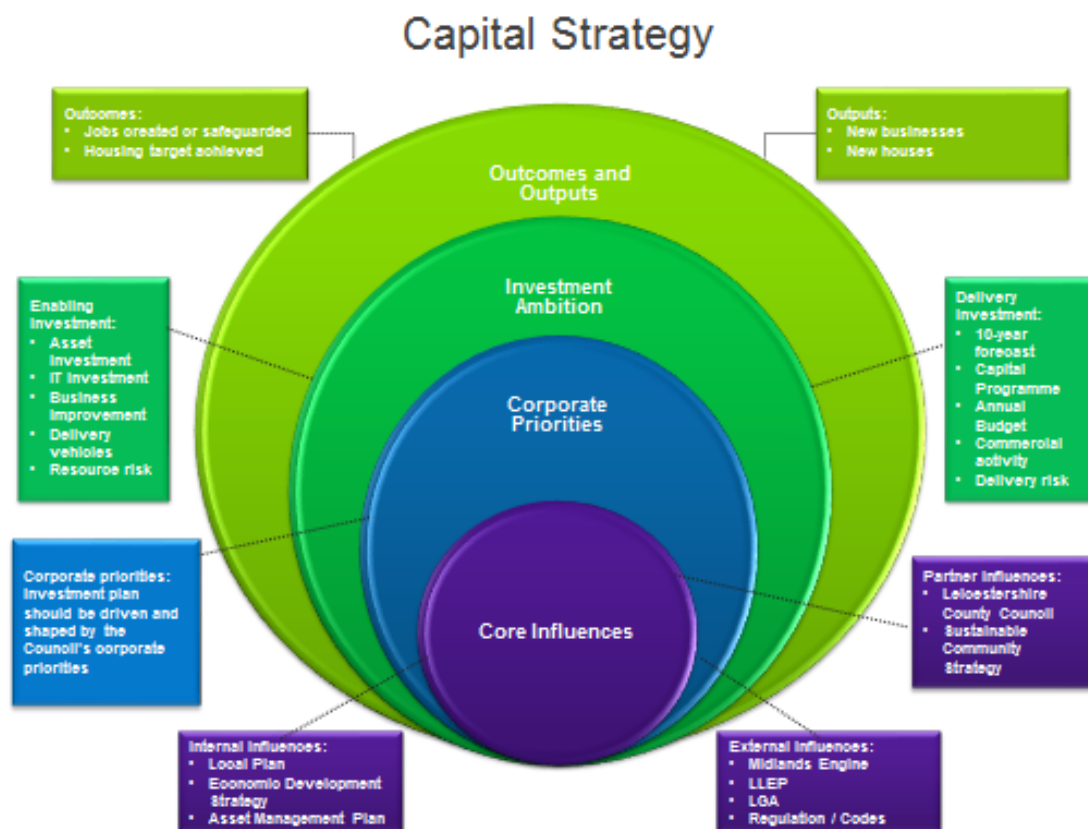 Capital Strategy
Outcomes:
• Jobs created or safeguarded
• Housing target achieved
Outputs:
• New businesses
• New houses
Outcomes and
Outputs
Investment
Ambition
Enabling
Investment:
• Asset
Investment
• IT Investment
• Business
Improvement
• Delivery
vehicles
• Resource risk
Delivery
Investment:
• 10-year
forecast
• Capital
Programme
• Annual
Budget
• Commercial
activity
• Delivery risk
Corporate
Priorities
Corporate priorities:
Investment plan
should be driven and
shaped by the
Council's corporate
priorities
Partner Influences:
• Leicestershire
County Council
• Sustainable
Community
Strategy
Core Influences
Internal Influences:
• Local Plan
• Economic Development
Strategy
• Asset Management Plan
External Influences:
• Midlands Engine
• LLEP
• LGA
• Regulation / Codes